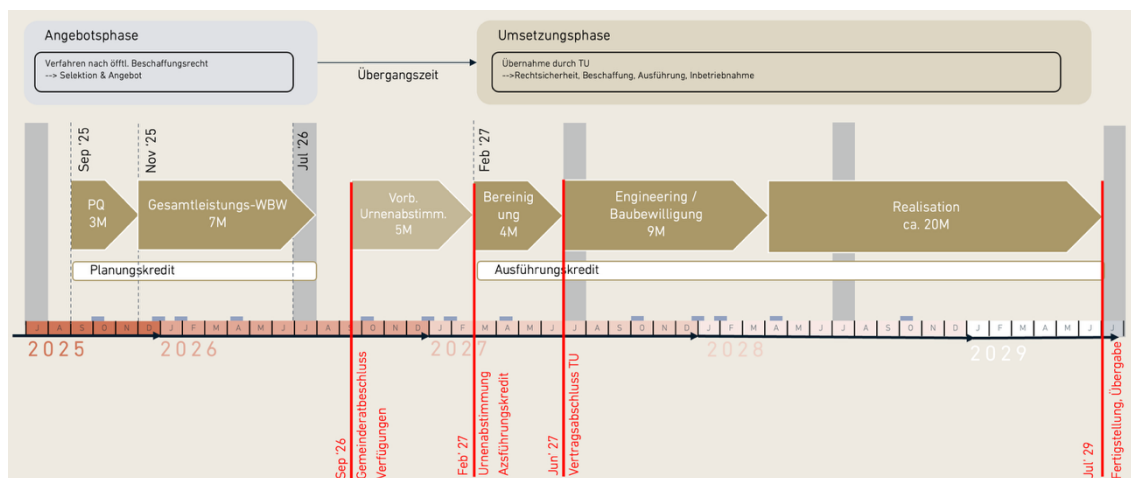 Angebotsphase
Verfahren nach öfftl. Beschaffungsrecht
--> Selektion & Angebot
Übergangszeit
Umsetzungsphase
Übernahme durch TU
-->Rechtsicherheit, Beschaffung, Ausführung, Inbetriebnahme
Sep '25
Nov '25
Jul '26
Feb '27
PQ
3M
Gesamtleistungs-WBW
7M
Vorb.
Urnenabstimm.
5M
Bereinig
ung
4M
Engineering /
Baubewilligung
9M
Realisation
ca. 20M
Planungskredit
Ausführungskredit
J A S O N D J F M A M J J A S O N D J F M A M J J A S O N D J F M A M J J A S O N D J F M A M J J
2025
2026
2027
2028
2029
Sep '26
Gemeinderatbeschluss
Verfügungen
Feb' 27
Urnenabstimmung
Azsführungskredit
Jun' 27
Vertragsabschluss TU
Jul' 29
Fertigstellung, Übergabe